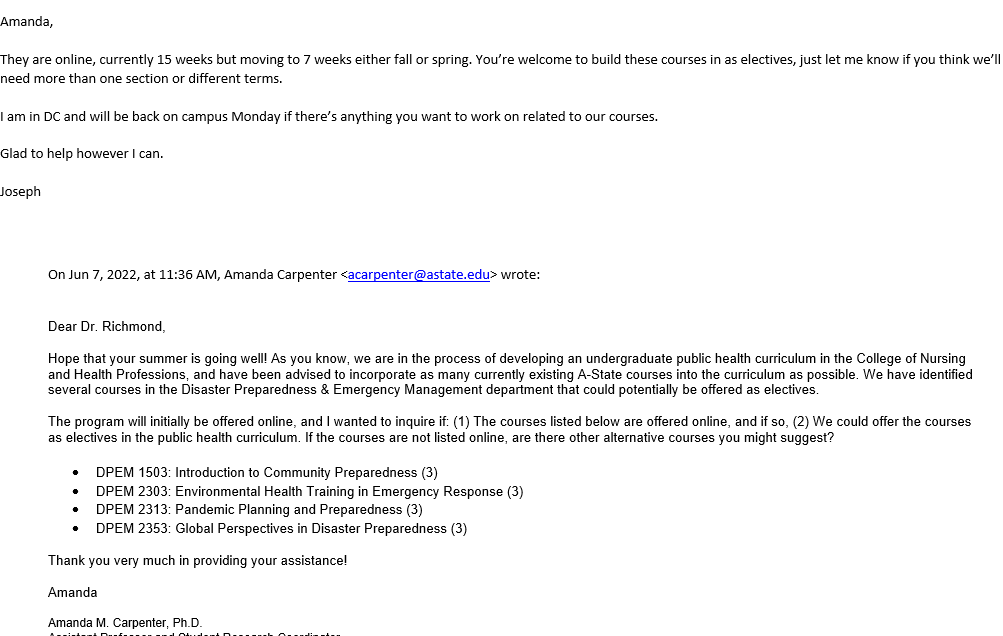 Amanda,
They are online, currently 15 weeks but moving to 7 weeks either fall or spring. You're welcome to build these courses in as electives, just let me know if you think we'll
need more than one section or different terms.
I am in DC and will be back on campus Monday if there's anything you want to work on related to our courses.
Glad to help however I can.
Joseph
On Jun 7, 2022, at 11:36 AM, Amanda Carpenter <acarpenter@astate.edu> wrote:
Dear Dr. Richmond,
Hope that your summer is going well! As you know, we are in the process of developing an undergraduate public health curriculum in the College of Nursing
and Health Professions, and have been advised to incorporate as many currently existing A-State courses into the curriculum as possible. We have identified
several courses in the Disaster Preparedness & Emergency Management department that could potentially be offered as electives.
The program will initially be offered online, and I wanted to inquire if: (1) The courses listed below are offered online, and if so, (2) We could offer the courses
as electives in the public health curriculum. If the courses are not listed online, are there other alternative courses you might suggest?
• DPEM 1503: Introduction to Community Preparedness (3)
• DPEM 2303: Environmental Health Training in Emergency Response (3)
• DPEM 2313: Pandemic Planning and Preparedness (3)
• DPEM 2353: Global Perspectives in Disaster Preparedness (3)
Thank you very much in providing your assistance!
Amanda
Amanda M. Carpenter, Ph.D.
Assistant Professor and Student Research Coordinator